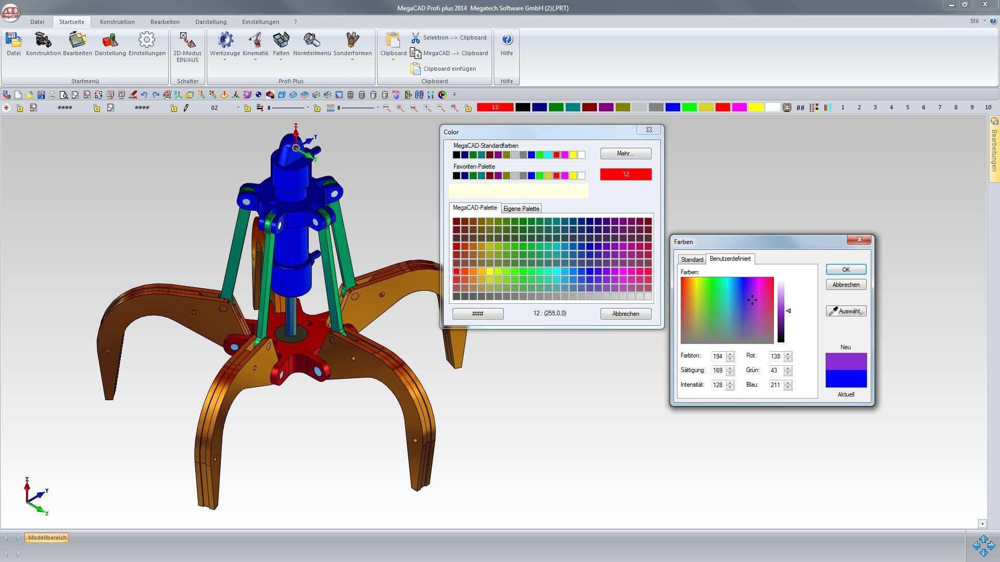 MegaCAD Profi plus 2014  Megatech Software GmbH (2)(.PRT)
MegaCAD
Datei Startseite Konstruktion Bearbeiten Darstellung Einstellungen ? Stil
Datei Konstruktion Bearbeiten Darstellung Einstellungen
Startmenü
2D-Modus
EIN/AUS
Schalter
Werkzeuge Kinematik Falten Normteilmenü Sonderformen
Profi Plus
Clipboard
Selektion --> Clipboard
MegaCAD --> Clipboard
Clipboard einfügen
Clipboard
Hilfe
Hilfe
#### #### 02 # # 12 ## 1 2 3 4 5 6 7 8 9 10
Bearbeitungen
Z
Y
X
Color
MegaCAD-Standardfarben
Mehr...
Favoriten-Palette
12
MegaCAD-Palette Eigene Palette
### 12 : (255,0,0) Abbrechen
Farben
Standard Benutzerdefiniert
Farben:
OK
Abbrechen
Auswähl...
Neu
Farbton: 194 Rot: 138
Sättigung: 169 Grün: 43
Intensität: 128 Blau: 211
Aktuell
Z
Y
X
Modellbereich